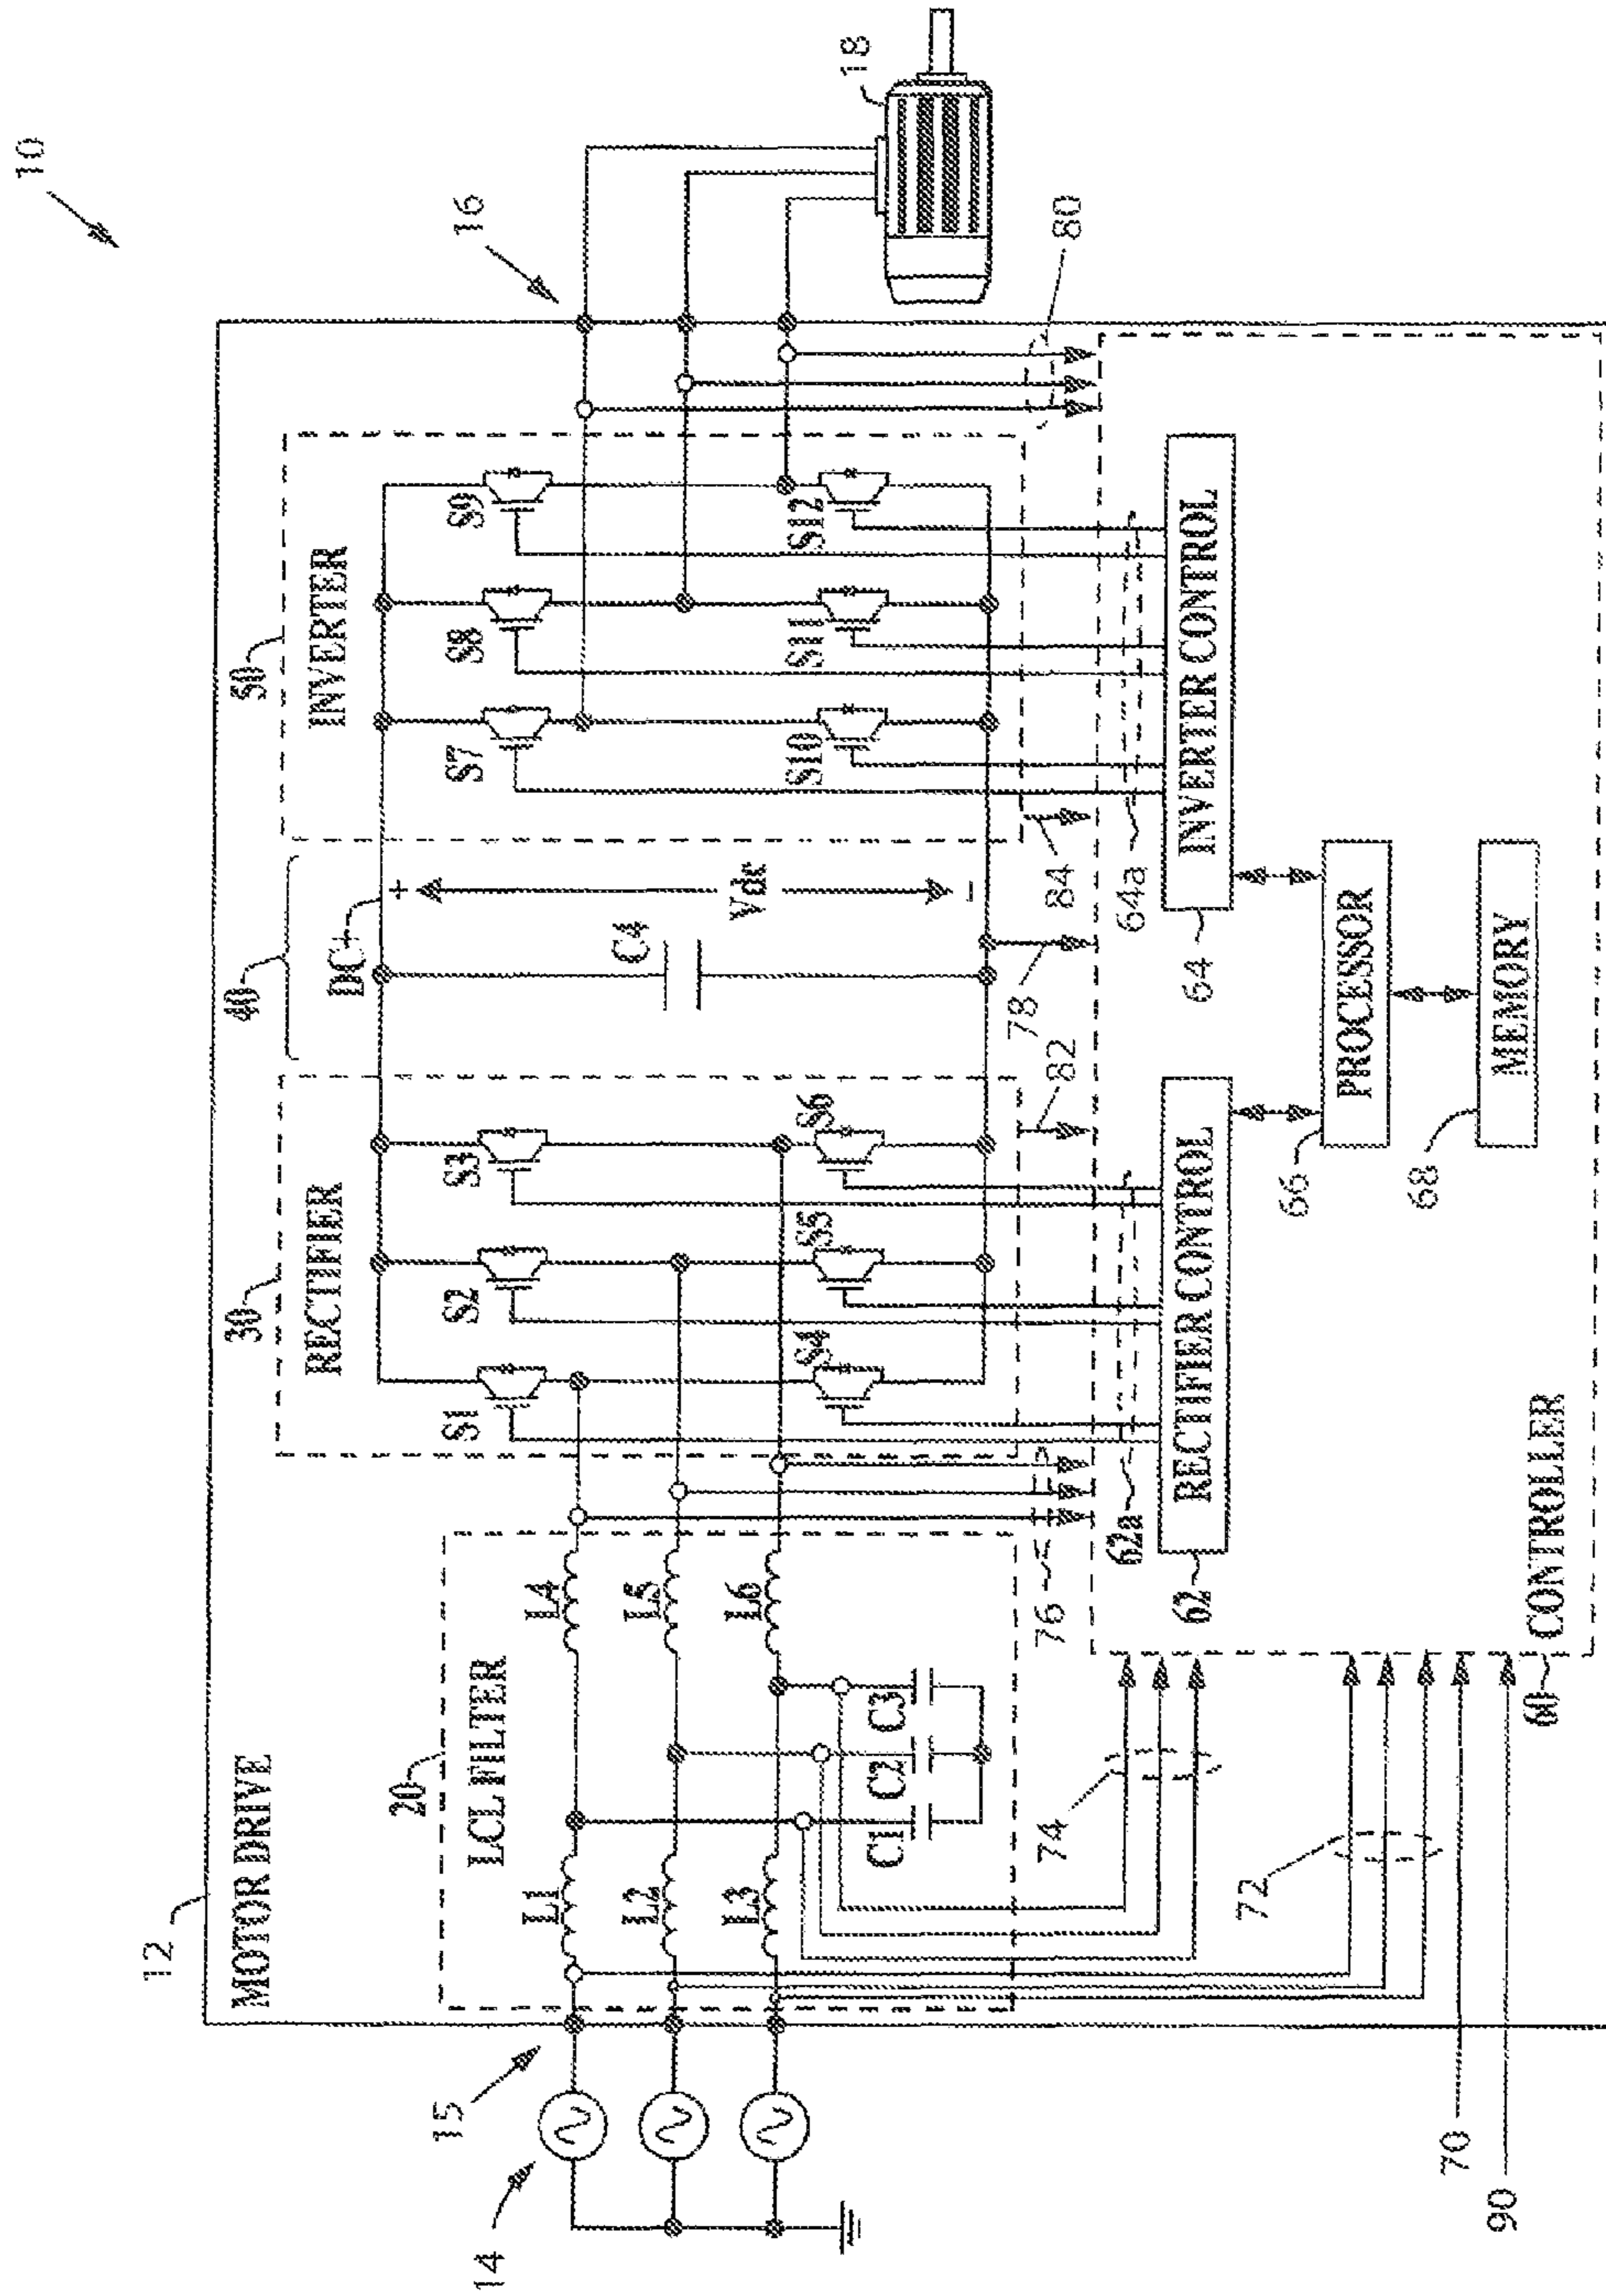 10
12
MOTOR DRIVE
14
15
16
18
20
LCL FILTER
L1
L2
L3
L4
L5
L6
C1
C2
C3
30
RECTIFIER
S1
S2
S3
S4
S5
S6
40
DC+
C4
+
Vdc
-
50
INVERTER
S7
S8
S9
S10
S11
S12
72
74
76
62a
82
78
84
64a
80
62
RECTIFIER CONTROL
64
INVERTER CONTROL
66
PROCESSOR
68
MEMORY
60
CONTROLLER
70
90